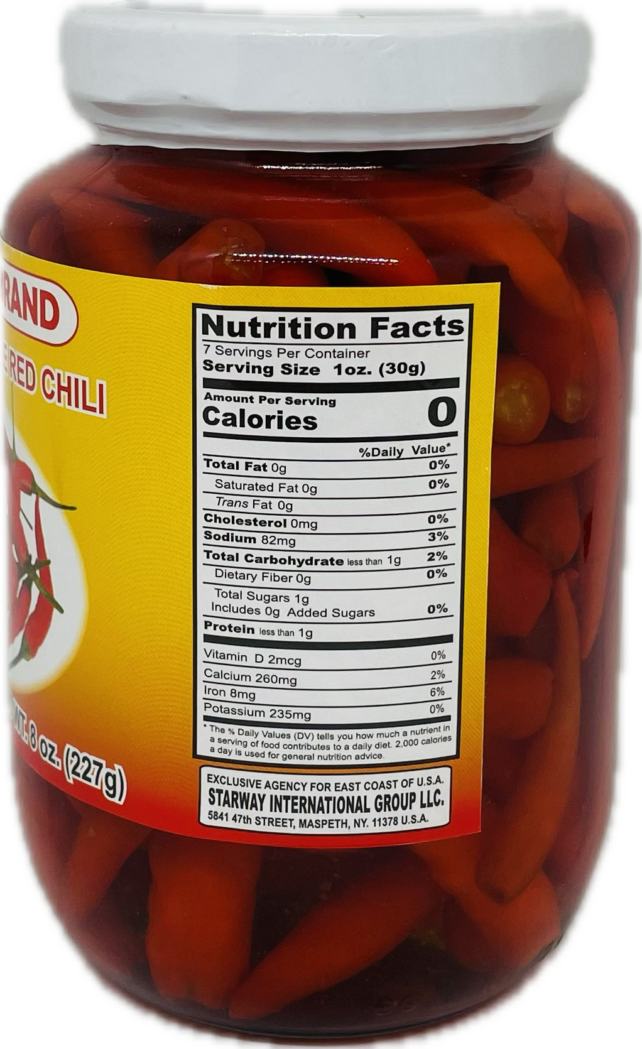 RAND
RED CHILI
WT. 8 oz. (227g)
Nutrition Facts
7 Servings Per Container
Serving Size 1oz. (30g)
Amount Per Serving
Calories 0
%Daily Value*
Total Fat 0g 0%
Saturated Fat 0g 0%
Trans Fat 0g
Cholesterol 0mg 0%
Sodium 82mg 3%
Total Carbohydrate less than 1g 2%
Dietary Fiber 0g 0%
Total Sugars 1g
Includes 0g Added Sugars 0%
Protein less than 1g
Vitamin D 2mcg 0%
Calcium 260mg 2%
Iron 8mg 6%
Potassium 235mg 0%
* The % Daily Values (DV) tells you how much a nutrient in
a serving of food contributes to a daily diet. 2,000 calories
a day is used for general nutrition advice.
EXCLUSIVE AGENCY FOR EAST COAST OF U.S.A.
STARWAY INTERNATIONAL GROUP LLC.
5841 47th STREET, MASPETH, NY. 11378 U.S.A.